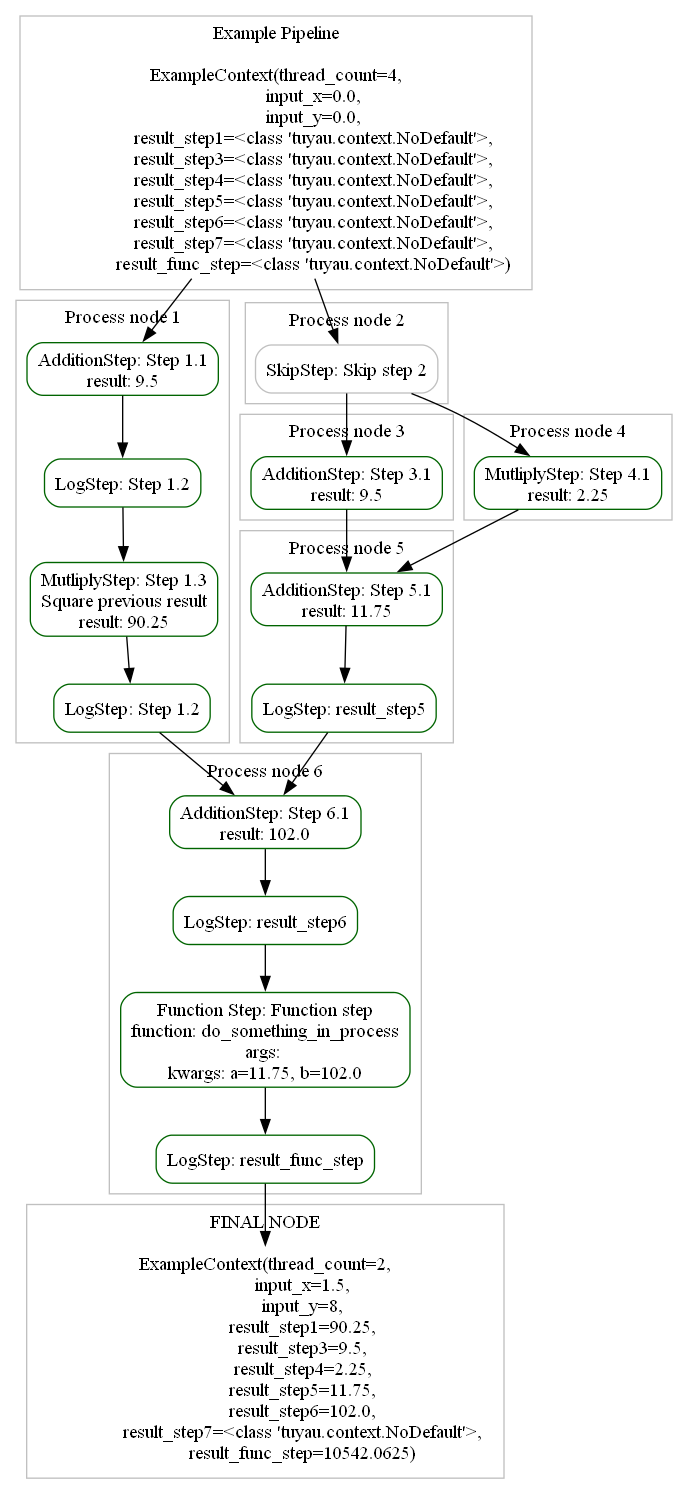 Example Pipeline
ExampleContext(thread_count=4,
input_x=0.0,
input_y=0.0,
result_step1=<class 'tuyau.context.NoDefault'>,
result_step3=<class 'tuyau.context.NoDefault'>,
result_step4=<class 'tuyau.context.NoDefault'>,
result_step5=<class 'tuyau.context.NoDefault'>,
result_step6=<class 'tuyau.context.NoDefault'>,
result_step7=<class 'tuyau.context.NoDefault'>,
result_func_step=<class 'tuyau.context.NoDefault'>)
Process node 1
AdditionStep: Step 1.1
result: 9.5
LogStep: Step 1.2
MutliplyStep: Step 1.3
Square previous result
result: 90.25
LogStep: Step 1.2
Process node 2
SkipStep: Skip step 2
Process node 3
AdditionStep: Step 3.1
result: 9.5
Process node 4
MutliplyStep: Step 4.1
result: 2.25
Process node 5
AdditionStep: Step 5.1
result: 11.75
LogStep: result_step5
Process node 6
AdditionStep: Step 6.1
result: 102.0
LogStep: result_step6
Function Step: Function step
function: do_something_in_process
args:
kwargs: a=11.75, b=102.0
LogStep: result_func_step
FINAL NODE
ExampleContext(thread_count=2,
input_x=1.5,
input_y=8,
result_step1=90.25,
result_step3=9.5,
result_step4=2.25,
result_step5=11.75,
result_step6=102.0,
result_step7=<class 'tuyau.context.NoDefault'>,
result_func_step=10542.0625)